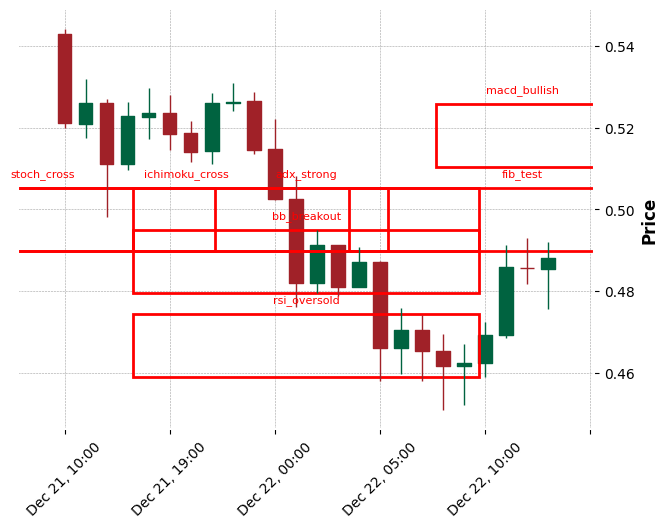 0.54
macd_bullish
0.52
stoch_cross
ichimoku_cross
adx_strong
fib_test
0.50
Price
bb_breakout
0.48
rsi_oversold
0.46
Dec 21, 10:00
Dec 21, 19:00
Dec 22, 00:00
Dec 22, 05:00
Dec 22, 10:00